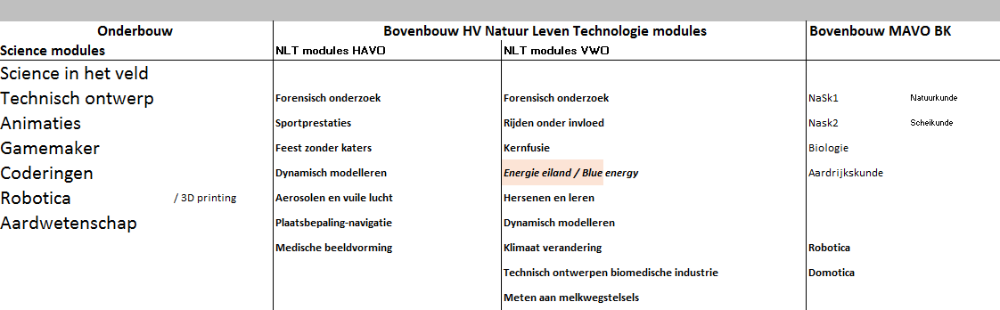 Onderbouw Bovenbouw HV Natuur Leven Technologie modules Bovenbouw MAVO BK
Science modules NLT modules HAVO NLT modules VWO
Science in het veld
Technisch ontwerp Forensisch onderzoek Forensisch onderzoek NaSk1 Natuurkunde
Animaties Sportprestaties Rijden onder invloed Nask2 Scheikunde
Gamemaker Feest zonder katers Kernfusie Biologie
Coderingen Dynamisch modelleren Energie eiland / Blue energy Aardrijkskunde
Robotica / 3D printing Aerosolen en vuile lucht Hersenen en leren
Aardwetenschap Plaatsbepaling-navigatie Dynamisch modelleren
Medische beeldvorming Klimaat verandering Robotica
Technisch ontwerpen biomedische industrie Domotica
Meten aan melkwegstelsels